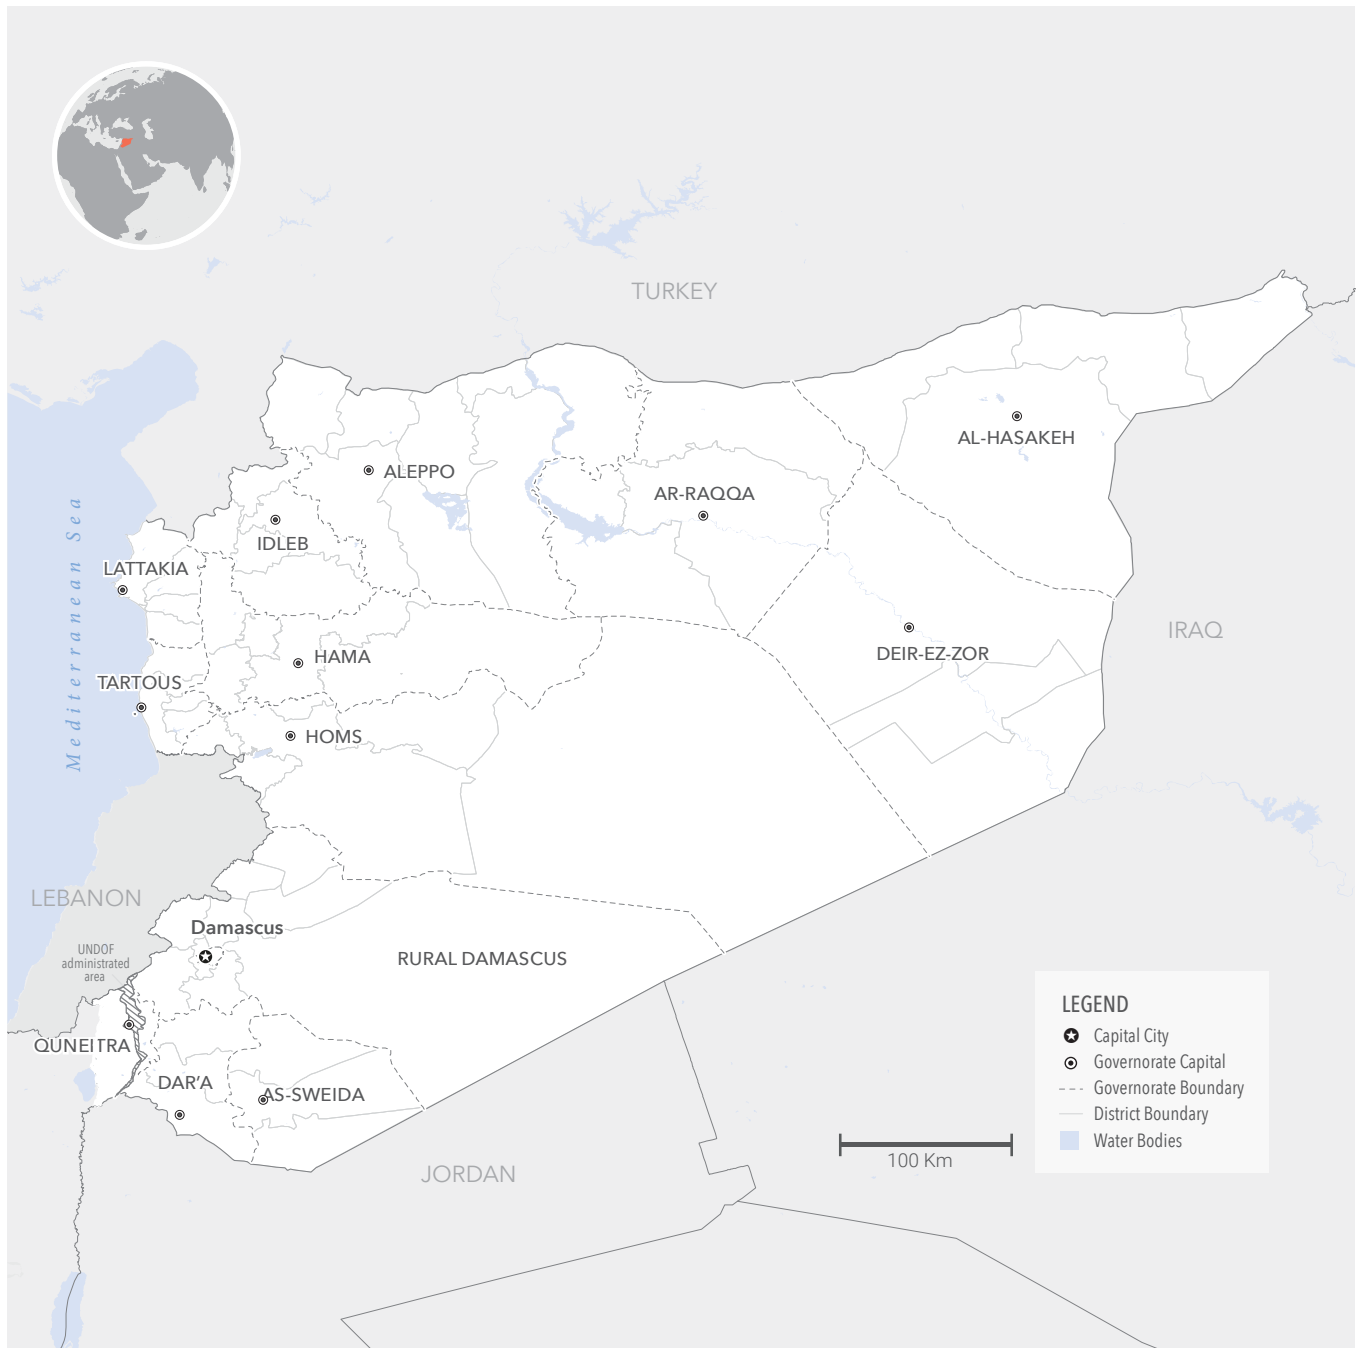 TURKEY
AL-HASAKEH
ALEPPO
AR-RAQQA
IDLEB
LATTAKIA
Mediterranean Sea
IRAQ
DEIR-EZ-ZOR
HAMA
TARTOUS
HOMS
LEBANON
Damascus
UNDOF
administrated
area
RURAL DAMASCUS
QUNEITRA
DAR'A
AS-SWEIDA
JORDAN
LEGEND
Capital City
Governorate Capital
Governorate Boundary
District Boundary
Water Bodies
100 Km